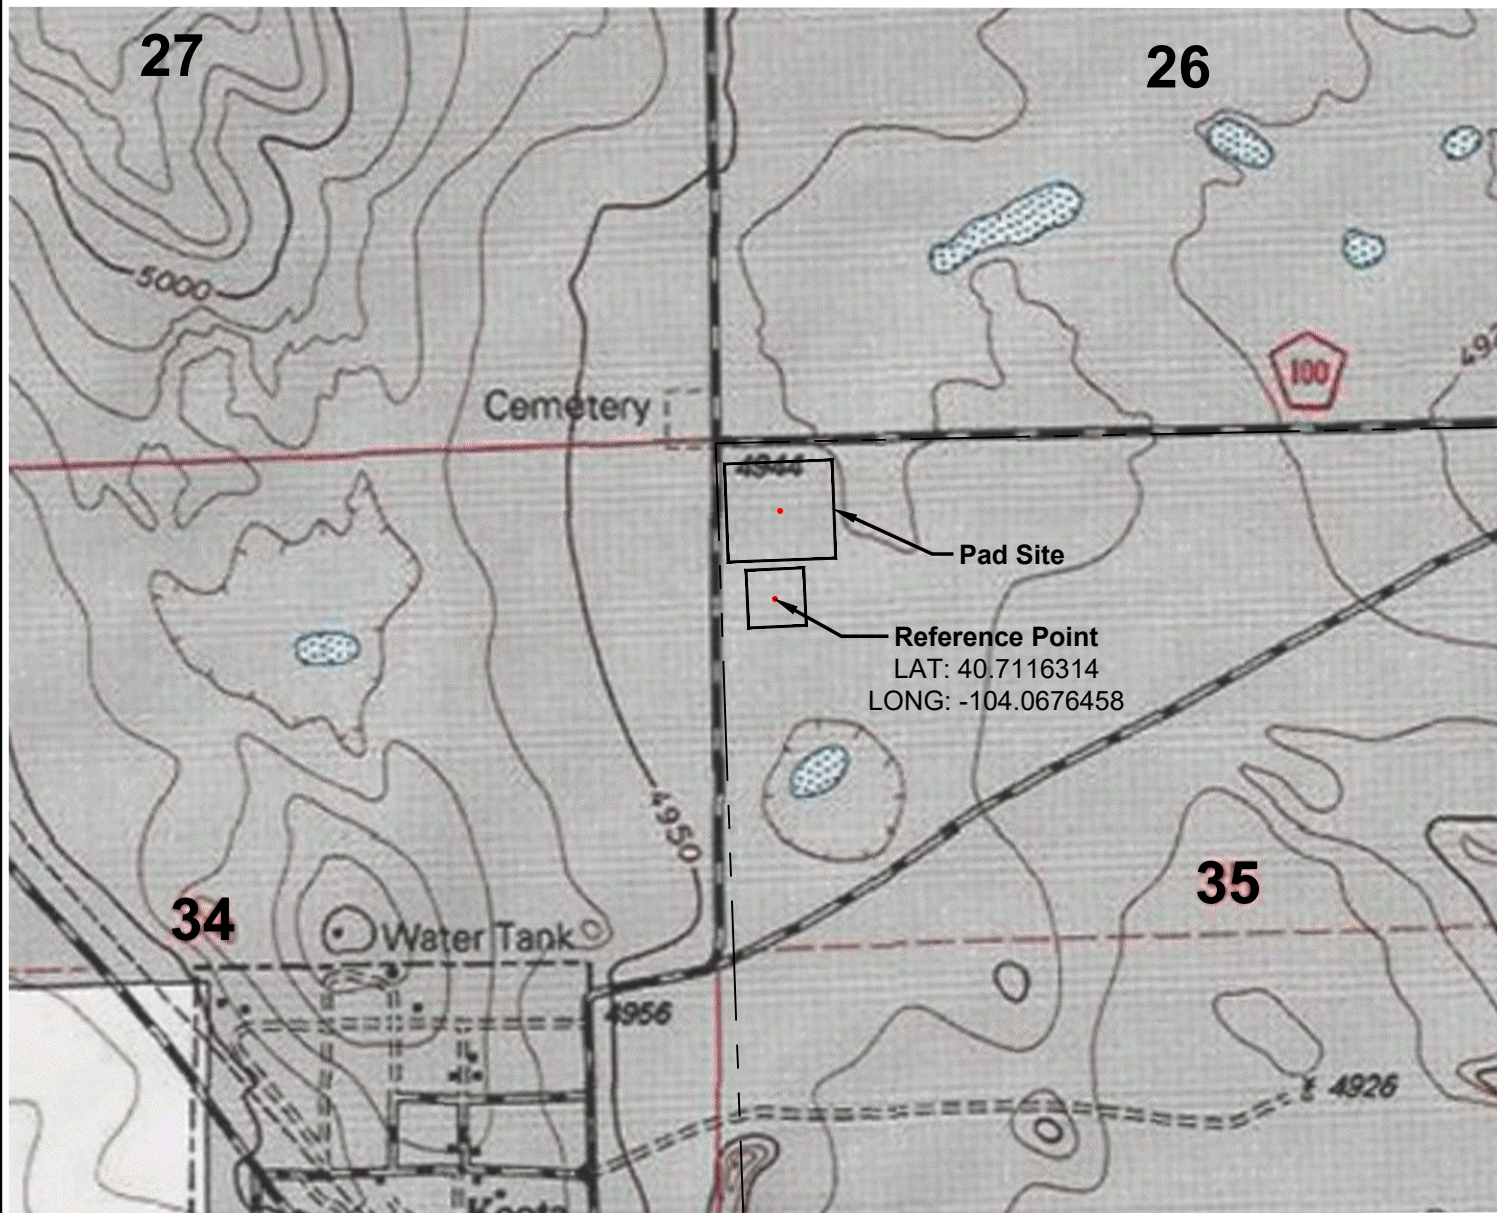 27
26
5000
100
Cemetery
4944
Pad Site
Reference Point
LAT: 40.7116314
LONG: -104.0676458
4950
35
34
Water Tank
4956
4926